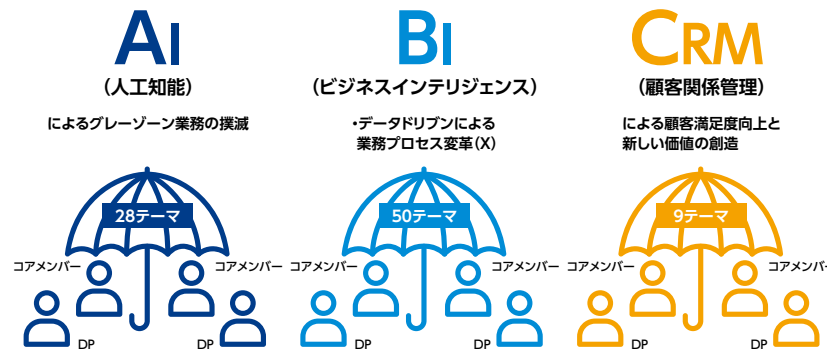 AI
(人工知能)
によるグレーゾーン業務の撲滅
28テーマ
コアメンバー
コアメンバー
DP
DP
BI
(ビジネスインテリジェンス)
・データドリブンによる
業務プロセス変革(X)
50テーマ
コアメンバー
コアメンバー
DP
DP
CRM
(顧客関係管理)
による顧客満足度向上と
新しい価値の創造
9テーマ
コアメンバー
コアメンバー
DP
DP